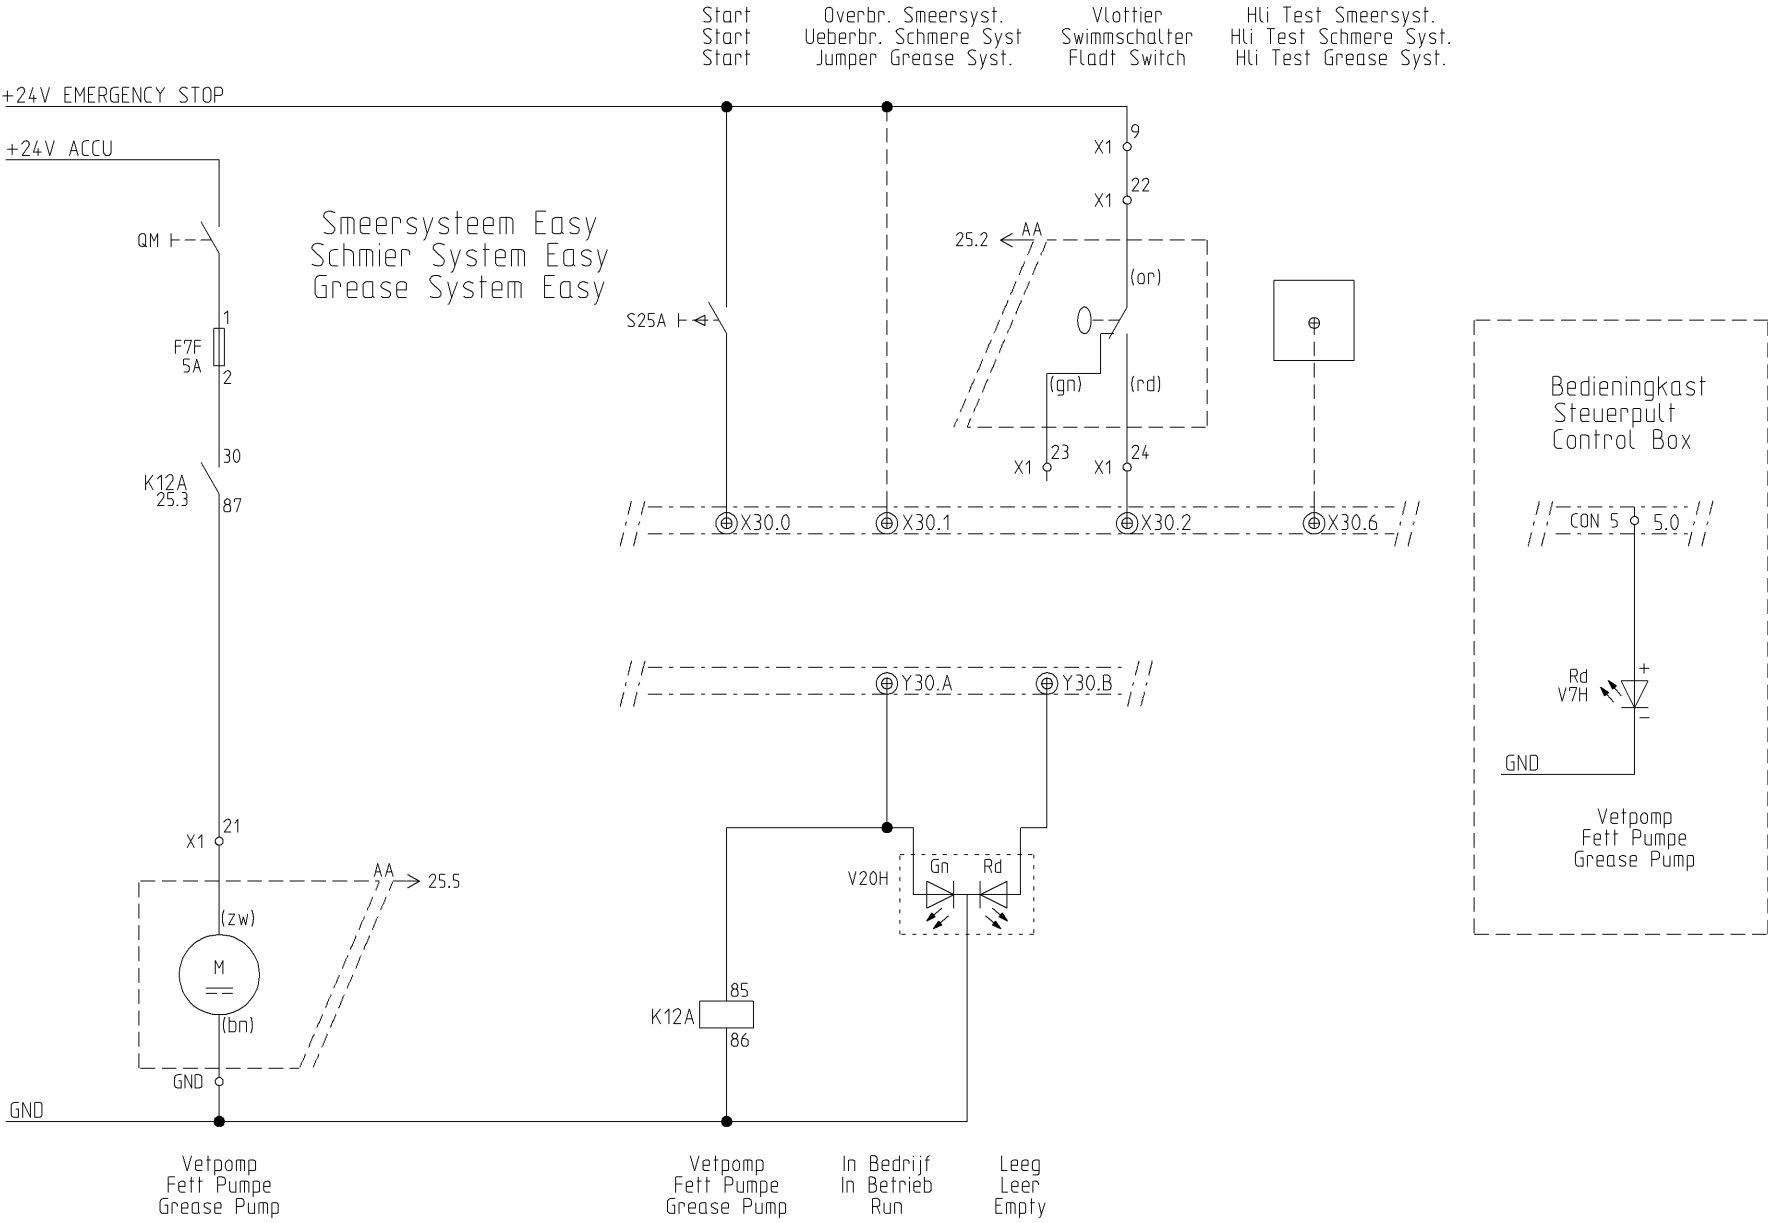 Start
Start
Start
Overbr. Smeersyst.
Ueberbr. Schmere Syst
Jumper Grease Syst.
Vlottier
Swimmschalter
Fladt Switch
Hli Test Smeersyst.
Hli Test Schmere Syst.
Hli Test Grease Syst.
+24V EMERGENCY STOP
+24V ACCU
Smeersysteem Easy
Schmier System Easy
Grease System Easy
QM
1
F7F
5A
2
30
K12A
25.3
87
S25A
9
X1
22
X1
25.2
AA
(or)
(gn)
(rd)
23
X1
24
X1
X30.0
X30.1
X30.2
X30.6
Bedieningkast
Steuerpult
Control Box
CON 5
5.0
Rd
V7H
+
-
GND
Vetpomp
Fett Pumpe
Grease Pump
Y30.A
Y30.B
21
X1
AA
25.5
(zw)
M
(bn)
GND
GND
V20H
Gn
Rd
85
K12A
86
Vetpomp
Fett Pumpe
Grease Pump
Vetpomp
Fett Pumpe
Grease Pump
In Bedrijf
In Betrieb
Run
Leeg
Leer
Empty